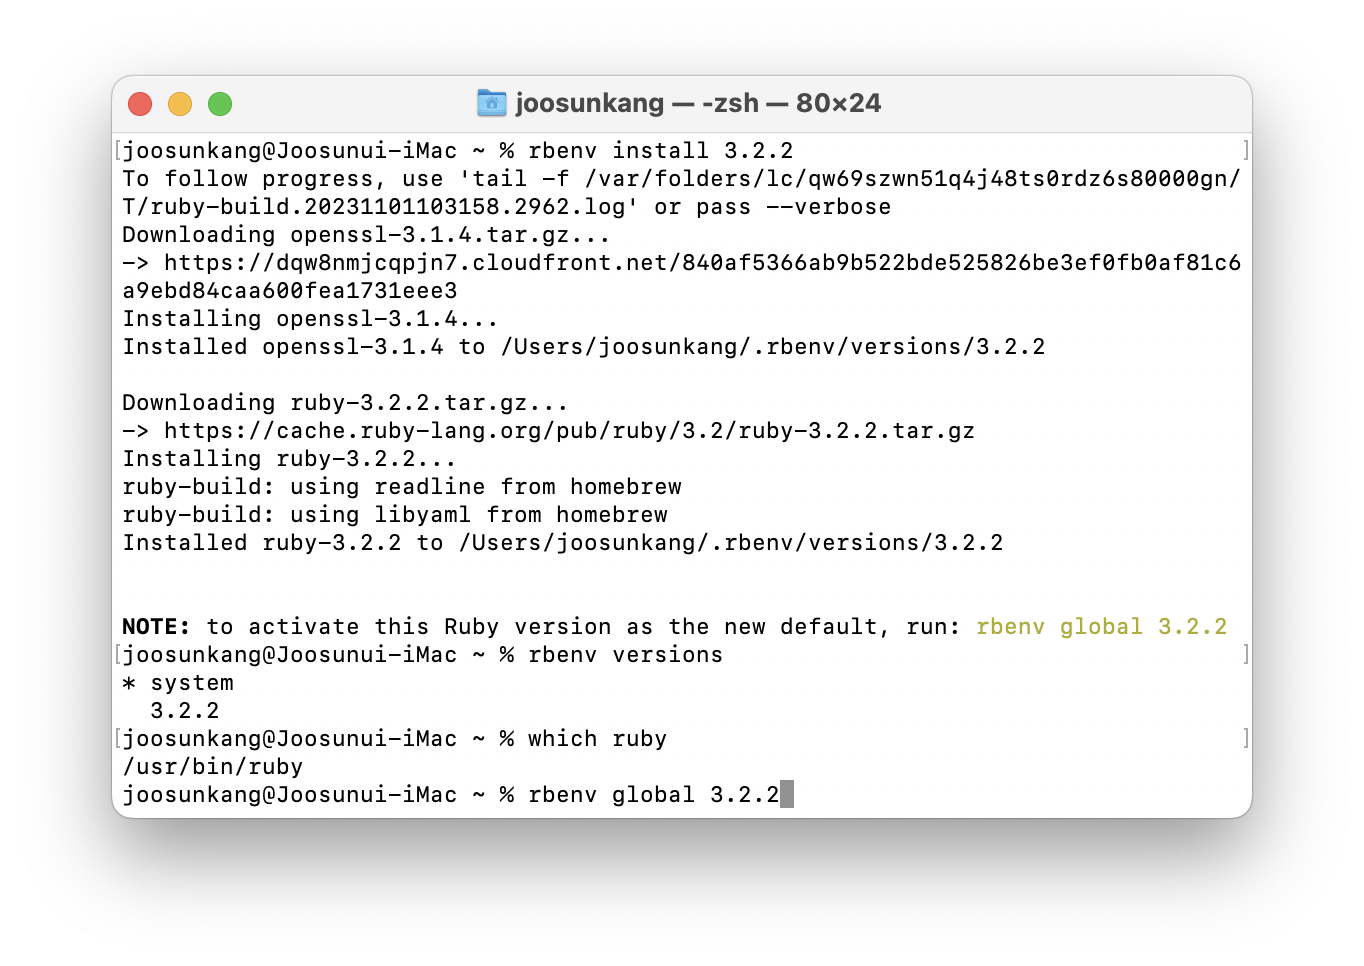 joosunkang — -zsh — 80×24
[joosunkang@Joosunui-iMac ~ % rbenv install 3.2.2 ]
To follow progress, use 'tail -f /var/folders/lc/qw69szwn51q4j48ts0rdz6s80000gn/
T/ruby-build.20231101103158.2962.log' or pass --verbose
Downloading openssl-3.1.4.tar.gz...
-> https://dqw8nmjcqpjn7.cloudfront.net/840af5366ab9b522bde525826be3ef0fb0af81c6
a9ebd84caa600fea1731eee3
Installing openssl-3.1.4...
Installed openssl-3.1.4 to /Users/joosunkang/.rbenv/versions/3.2.2
Downloading ruby-3.2.2.tar.gz...
-> https://cache.ruby-lang.org/pub/ruby/3.2/ruby-3.2.2.tar.gz
Installing ruby-3.2.2...
ruby-build: using readline from homebrew
ruby-build: using libyaml from homebrew
Installed ruby-3.2.2 to /Users/joosunkang/.rbenv/versions/3.2.2
NOTE: to activate this Ruby version as the new default, run: rbenv global 3.2.2
[joosunkang@Joosunui-iMac ~ % rbenv versions ]
* system
  3.2.2
[joosunkang@Joosunui-iMac ~ % which ruby ]
/usr/bin/ruby
joosunkang@Joosunui-iMac ~ % rbenv global 3.2.2